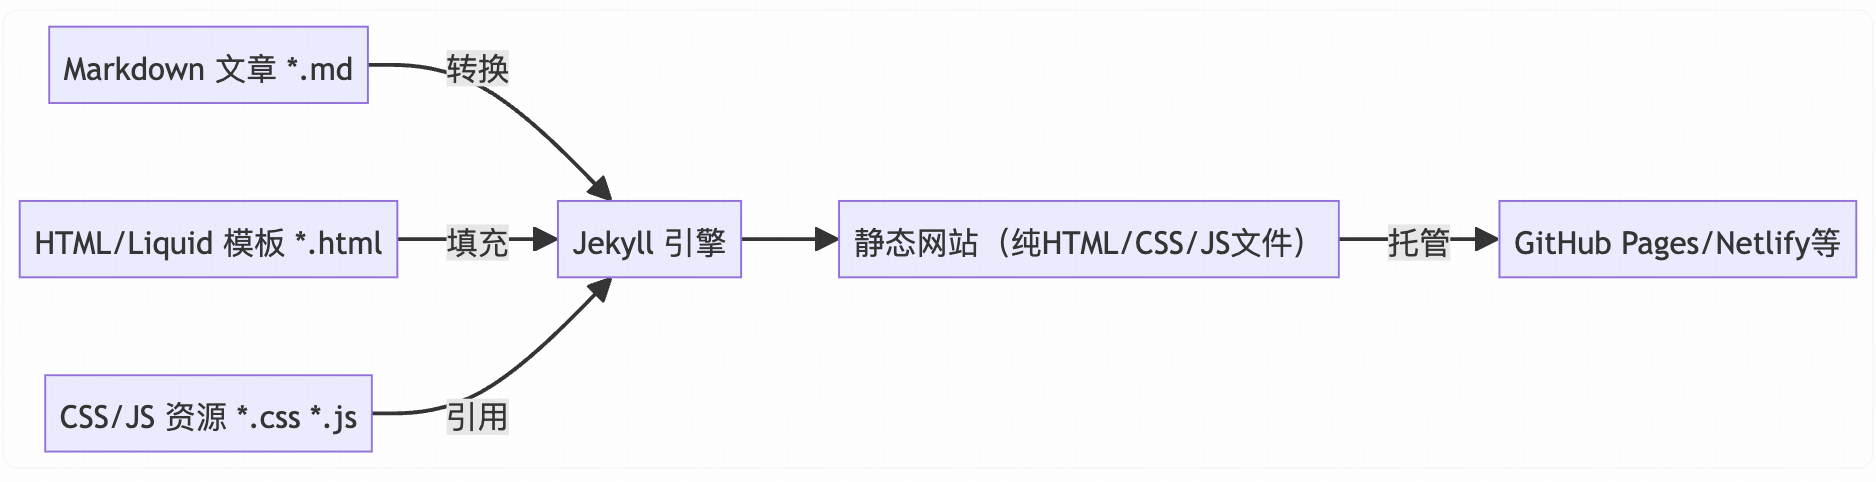 Markdown 文章 *.md
转换
HTML/Liquid 模板 *.html
填充
Jekyll 引擎
静态网站（纯HTML/CSS/JS文件）
托管
GitHub Pages/Netlify等
CSS/JS 资源 *.css *.js
引用